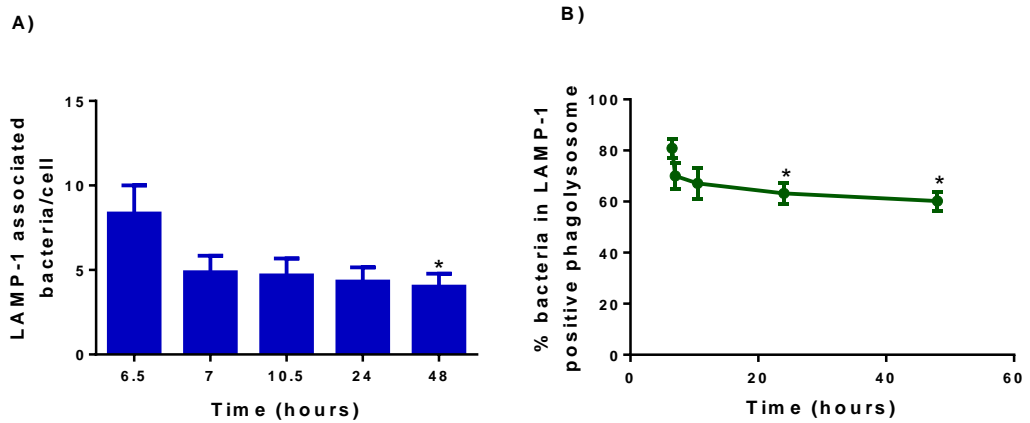 A)
LAMP-1 associated
bacteria/cell
15
10
5
0
*
6.5 7 10.5 24 48
Time (hours)
B)
% bacteria in LAMP-1
positive phagolysosome
100
80
60
40
20
0
* *
0 20 40 60
Time (hours)